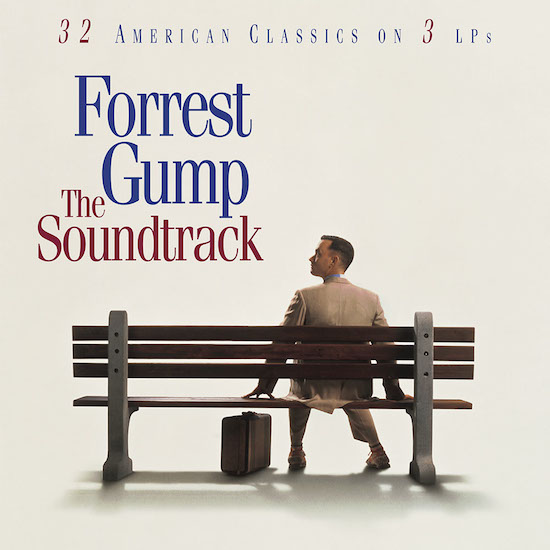 32 American Classics on 3 LPs
Forrest
Gump
The
Soundtrack